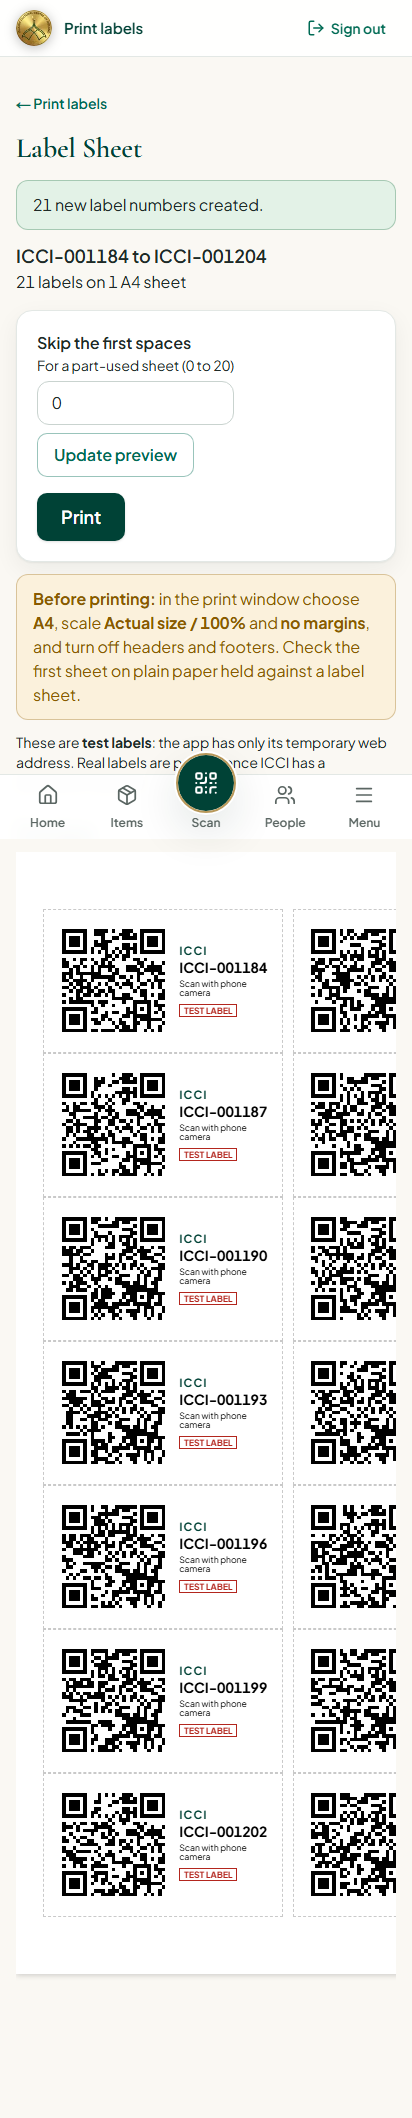 Print labels
Sign out
← Print labels
Label Sheet
21 new label numbers created.
ICCI-001184 to ICCI-001204
21 labels on 1 A4 sheet
Skip the first spaces
For a part-used sheet (0 to 20)
0
Update preview
Print
Before printing: in the print window choose
A4, scale Actual size / 100% and no margins,
and turn off headers and footers. Check the
first sheet on plain paper held against a label
sheet.
These are test labels: the app has only its temporary web
address. Real labels are ICCI has a
Home
Items
Scan
People
Menu
ICCI
ICCI-001184
Scan with phone
camera
TEST LABEL
ICCI
ICCI-001187
Scan with phone
camera
TEST LABEL
ICCI
ICCI-001190
Scan with phone
camera
TEST LABEL
ICCI
ICCI-001193
Scan with phone
camera
TEST LABEL
ICCI
ICCI-001196
Scan with phone
camera
TEST LABEL
ICCI
ICCI-001199
Scan with phone
camera
TEST LABEL
ICCI
ICCI-001202
Scan with phone
camera
TEST LABEL